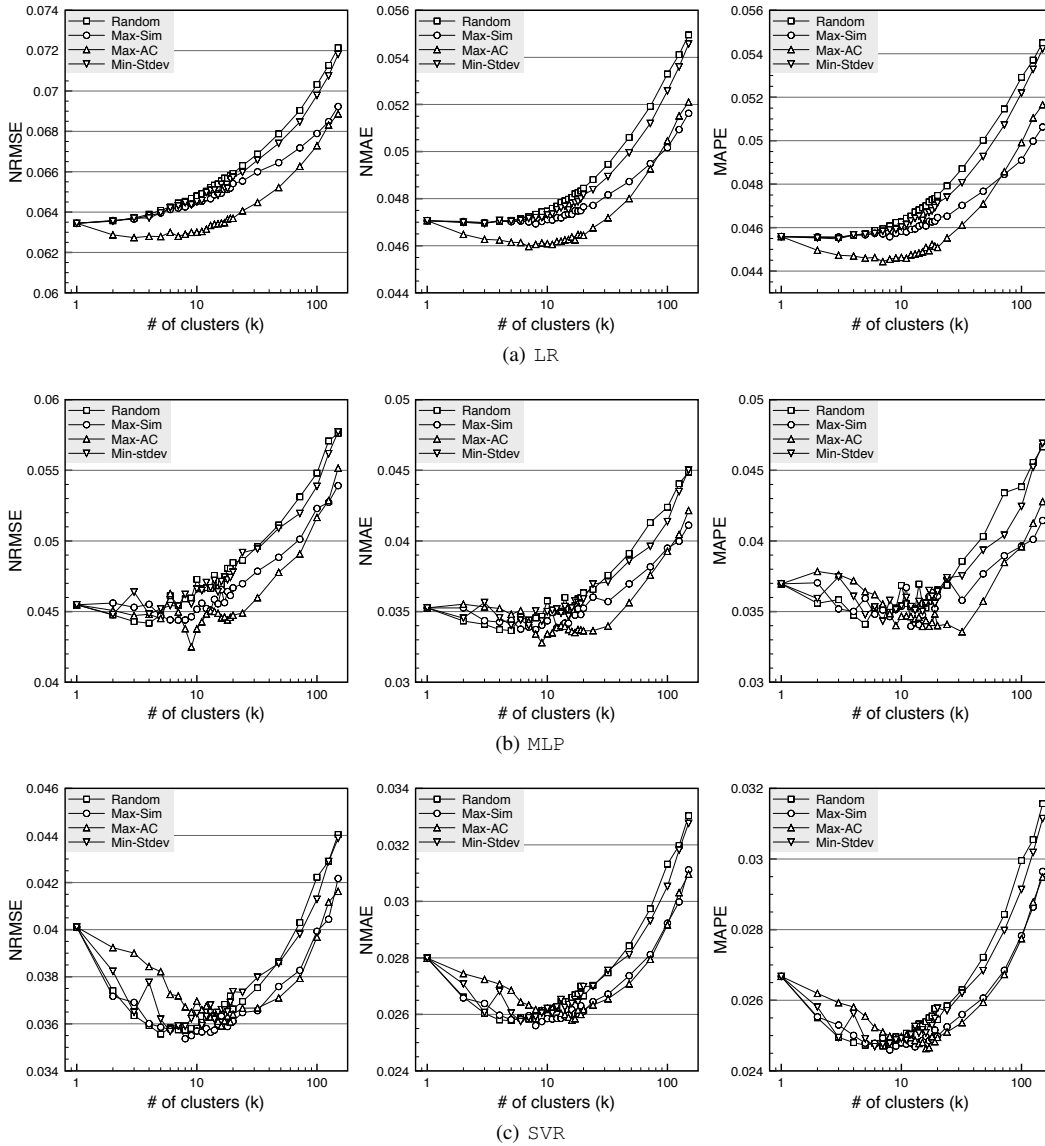 0.074
0.072
0.07
0.068
0.066
0.064
0.062
0.06
NRMSE
Random
Max-Sim
Max-AC
Min-Stdev
1
10
100
# of clusters (k)
0.056
0.054
0.052
0.05
0.048
0.046
0.044
NMAE
Random
Max-Sim
Max-AC
Min-Stdev
1
10
100
# of clusters (k)
0.056
0.054
0.052
0.05
0.048
0.046
0.044
MAPE
Random
Max-Sim
Max-AC
Min-Stdev
1
10
100
# of clusters (k)
(a) LR
0.06
0.055
0.05
0.045
0.04
NRMSE
Random
Max-Sim
Max-AC
Min-stdev
1
10
100
# of clusters (k)
0.05
0.045
0.04
0.035
0.03
NMAE
Random
Max-Sim
Max-AC
Min-Stdev
1
10
100
# of clusters (k)
0.05
0.045
0.04
0.035
0.03
MAPE
Random
Max-Sim
Max-AC
Min-Stdev
1
10
100
# of clusters (k)
(b) MLP
0.046
0.044
0.042
0.04
0.038
0.036
0.034
NRMSE
Random
Max-Sim
Max-AC
Min-Stdev
1
10
100
# of clusters (k)
0.034
0.032
0.03
0.028
0.026
0.024
NMAE
Random
Max-Sim
Max-AC
Min-Stdev
1
10
100
# of clusters (k)
0.032
0.03
0.028
0.026
0.024
MAPE
Random
Max-Sim
Max-AC
Min-Stdev
1
10
100
# of clusters (k)
(c) SVR